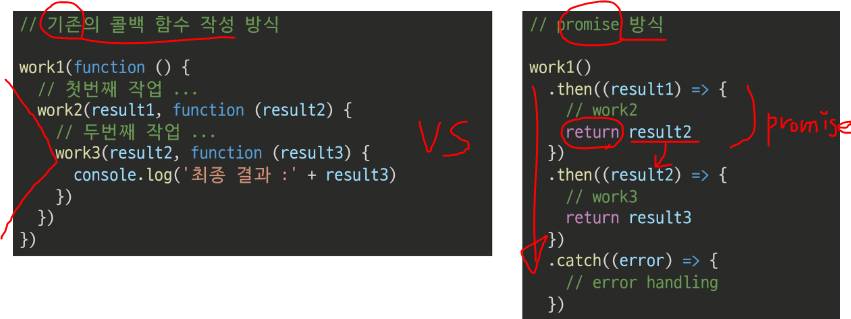 // 기존의 콜백 함수 작성 방식
work1(function () {
// 첫번째 작업 ...
work2(result1, function (result2) {
// 두번째 작업 ...
work3(result2, function (result3) {
console.log('최종 결과 :' + result3)
})
})
})
VS
// promise 방식
work1()
.then((result1) => {
// work2
return result2
})
.then((result2) => {
// work3
return result3
})
.catch((error) => {
// error handling
})
promise